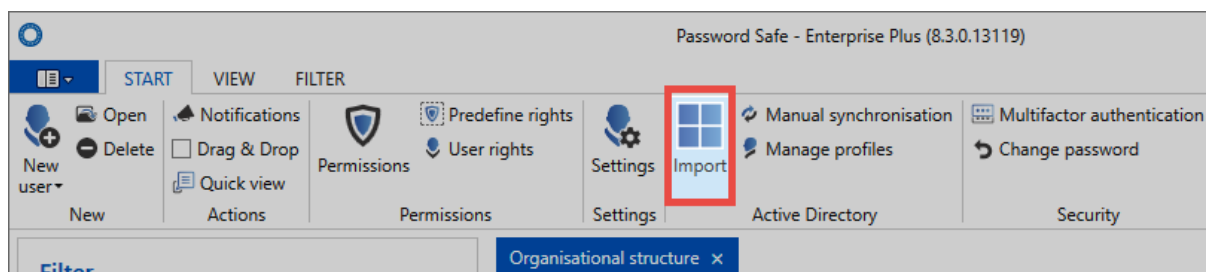 Password Safe - Enterprise Plus (8.3.0.13119)
START VIEW FILTER
Open Notifications Predefine rights Manual synchronisation Multifactor authentication
Delete Drag & Drop User rights Manage profiles Change password
New user Quick view Permissions Settings Import
New Actions Permissions Settings Active Directory Security
Filter Organisational structure ×